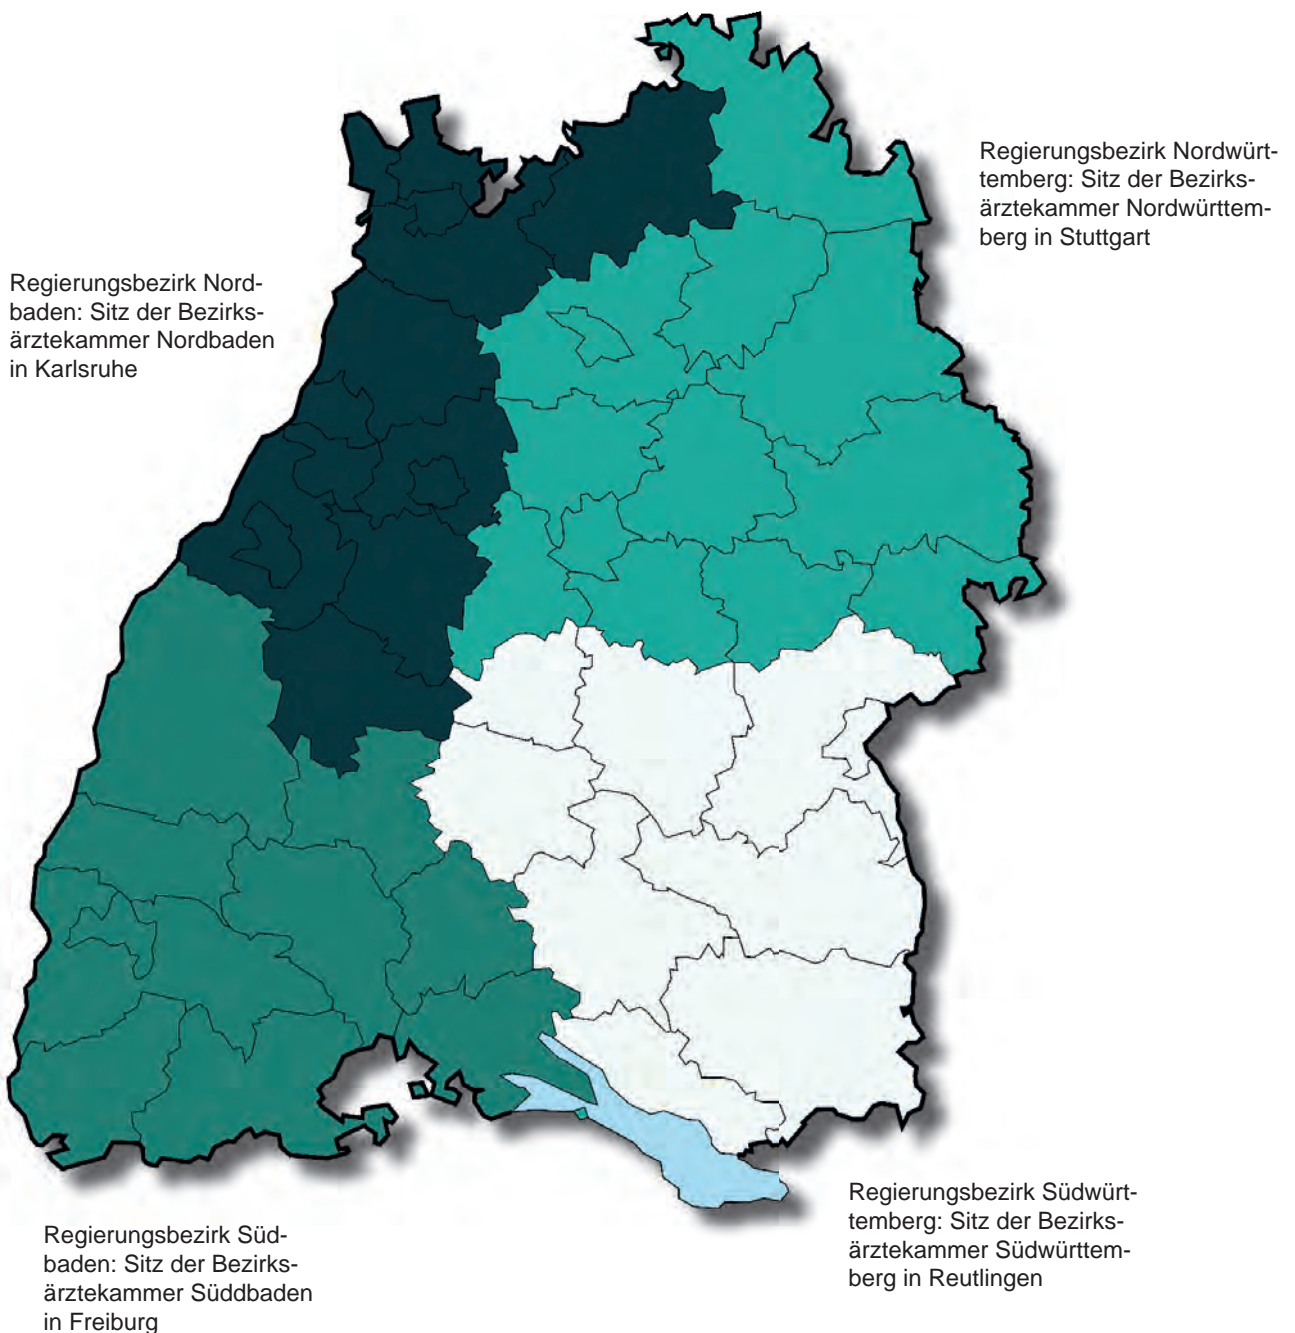 Regierungsbezirk Nordwürt-
temberg: Sitz der Bezirks-
ärztekammer Nordwürttem-
berg in Stuttgart
Regierungsbezirk Nord-
baden: Sitz der Bezirks-
ärztekammer Nordbaden
in Karlsruhe
Regierungsbezirk Südwürt-
temberg: Sitz der Bezirks-
ärztekammer Südwürttem-
berg in Reutlingen
Regierungsbezirk Süd-
baden: Sitz der Bezirks-
ärztekammer Süddbaden
in Freiburg